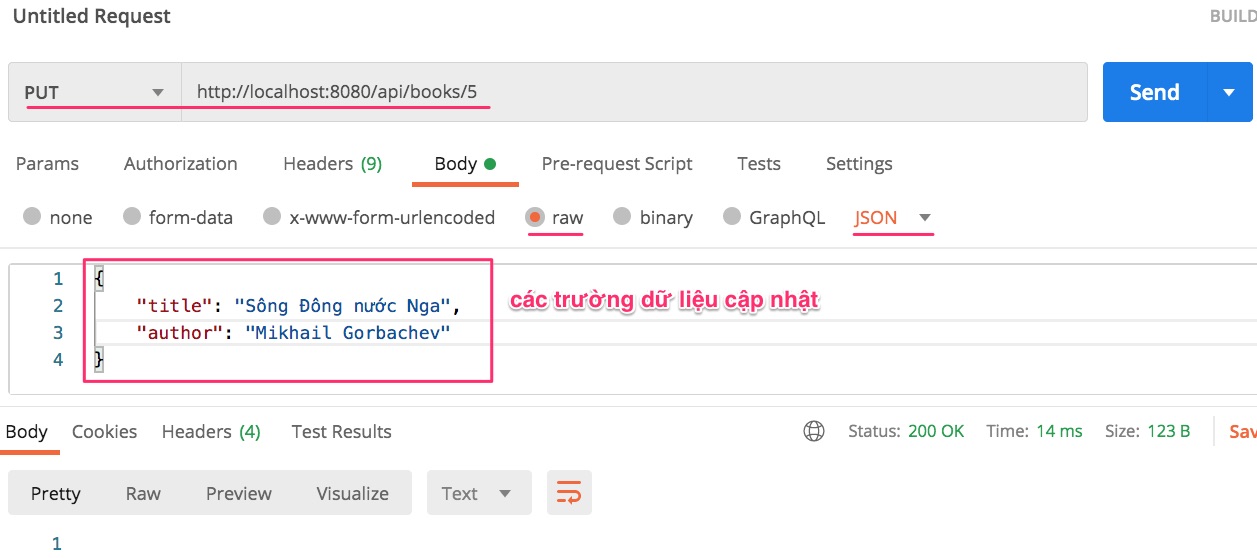 Untitled Request
BUILD
PUT http://localhost:8080/api/books/5 Send
Params Authorization Headers (9) Body Pre-request Script Tests Settings
none form-data x-www-form-urlencoded raw binary GraphQL JSON
1 {
2 "title": "Sông Đông nước Nga",
các trường dữ liệu cập nhật
3 "author": "Mikhail Gorbachev"
4 }
Body Cookies Headers (4) Test Results Status: 200 OK Time: 14 ms Size: 123 B Sav
Pretty Raw Preview Visualize Text
1